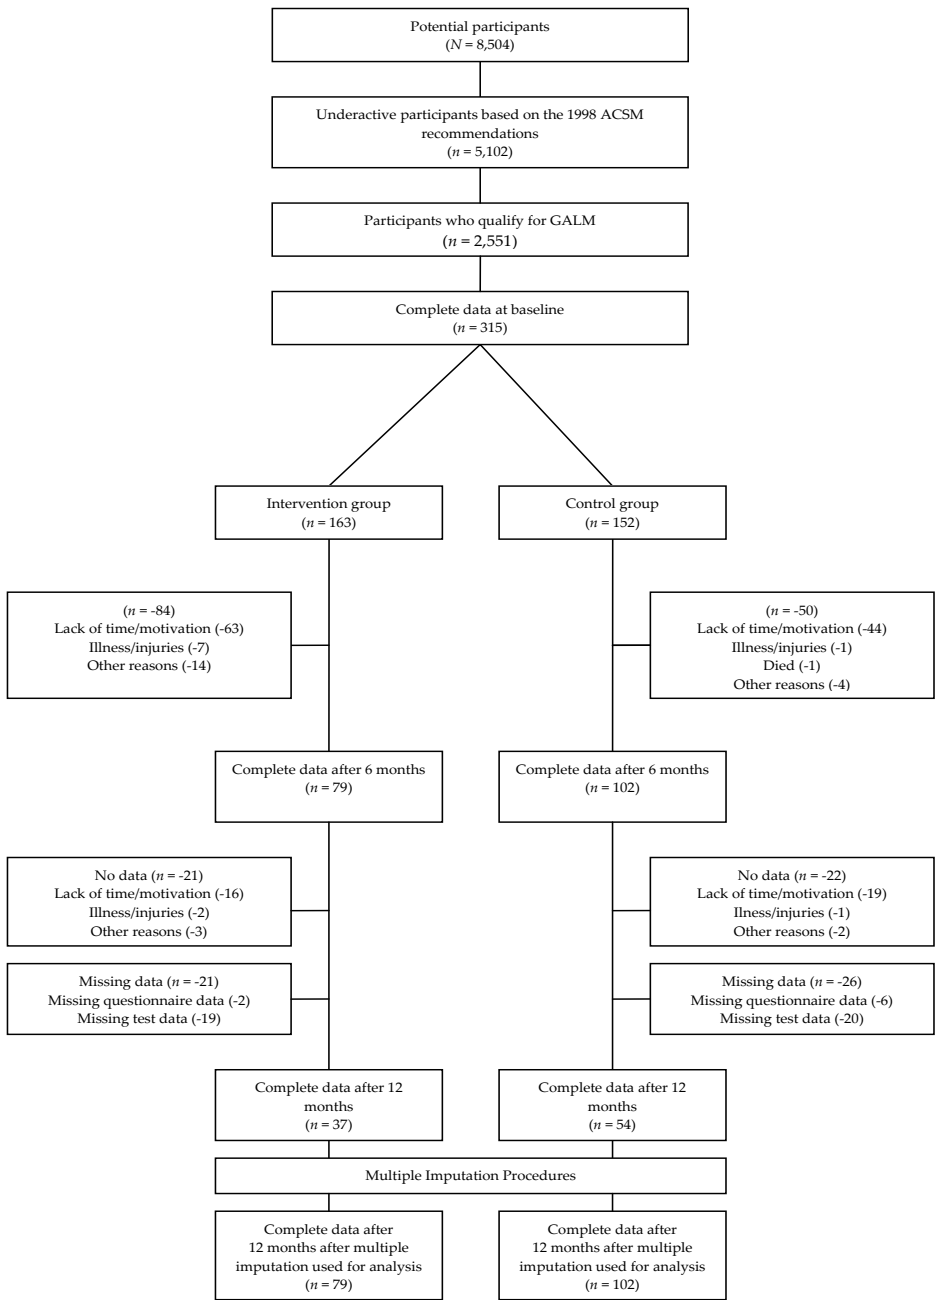 Potential participants
(N = 8,504)
Underactive participants based on the 1998 ACSM
recommendations
(n = 5,102)
Participants who qualify for GALM
(n = 2,551)
Complete data at baseline
(n = 315)
Intervention group
(n = 163)
Control group
(n = 152)
(n = -84)
Lack of time/motivation (-63)
Illness/injuries (-7)
Other reasons (-14)
(n = -50)
Lack of time/motivation (-44)
Illness/injuries (-1)
Died (-1)
Other reasons (-4)
Complete data after 6 months
(n = 79)
Complete data after 6 months
(n = 102)
No data (n = -21)
Lack of time/motivation (-16)
Illness/injuries (-2)
Other reasons (-3)
No data (n = -22)
Lack of time/motivation (-19)
Ilness/injuries (-1)
Other reasons (-2)
Missing data (n = -21)
Missing questionnaire data (-2)
Missing test data (-19)
Missing data (n = -26)
Missing questionnaire data (-6)
Missing test data (-20)
Complete data after 12
months
(n = 37)
Complete data after 12
months
(n = 54)
Multiple Imputation Procedures
Complete data after
12 months after multiple
imputation used for analysis
(n = 79)
Complete data after
12 months after multiple
imputation used for analysis
(n = 102)